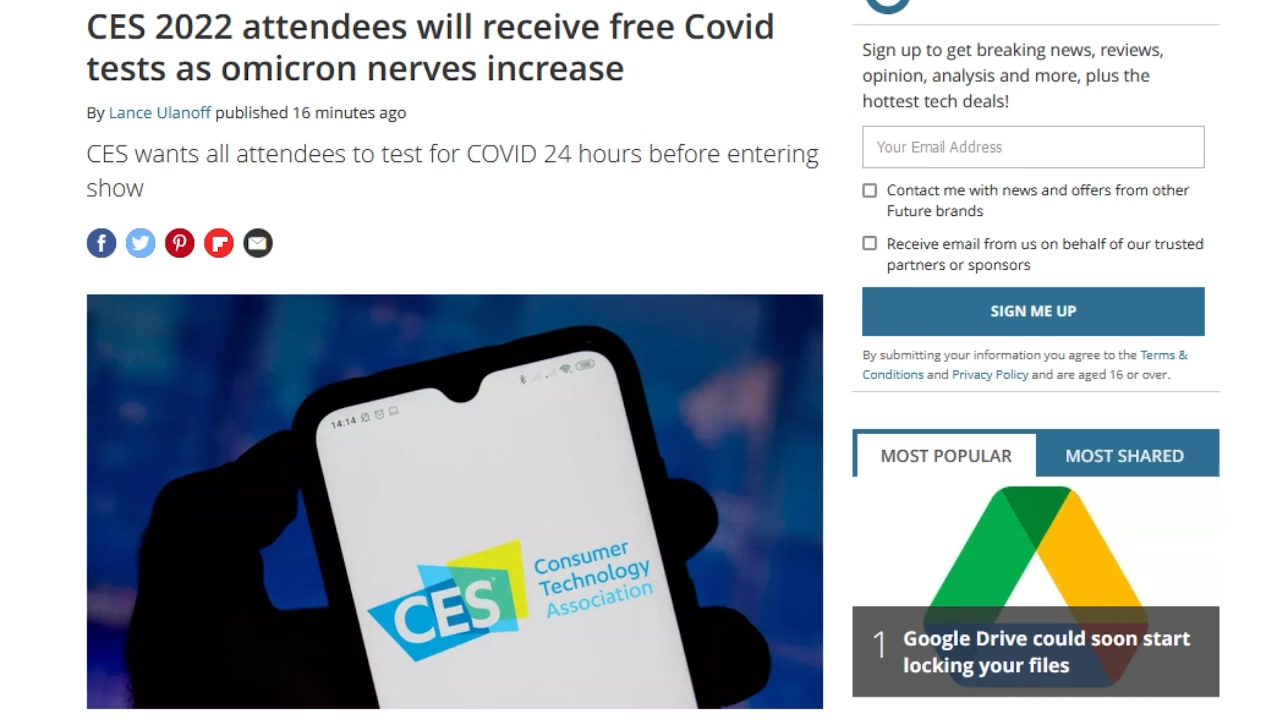 CES 2022 attendees will receive free Covid
tests as omicron nerves increase
By Lance Ulanoff published 16 minutes ago
CES wants all attendees to test for COVID 24 hours before entering
show
14:14
CES
Consumer
Technology
Association
Sign up to get breaking news, reviews,
opinion, analysis and more, plus the
hottest tech deals!
Your Email Address
Contact me with news and offers from other
Future brands
Receive email from us on behalf of our trusted
partners or sponsors
SIGN ME UP
By submitting your information you agree to the Terms &
Conditions and Privacy Policy and are aged 16 or over.
MOST POPULAR
MOST SHARED
1 Google Drive could soon start
locking your files